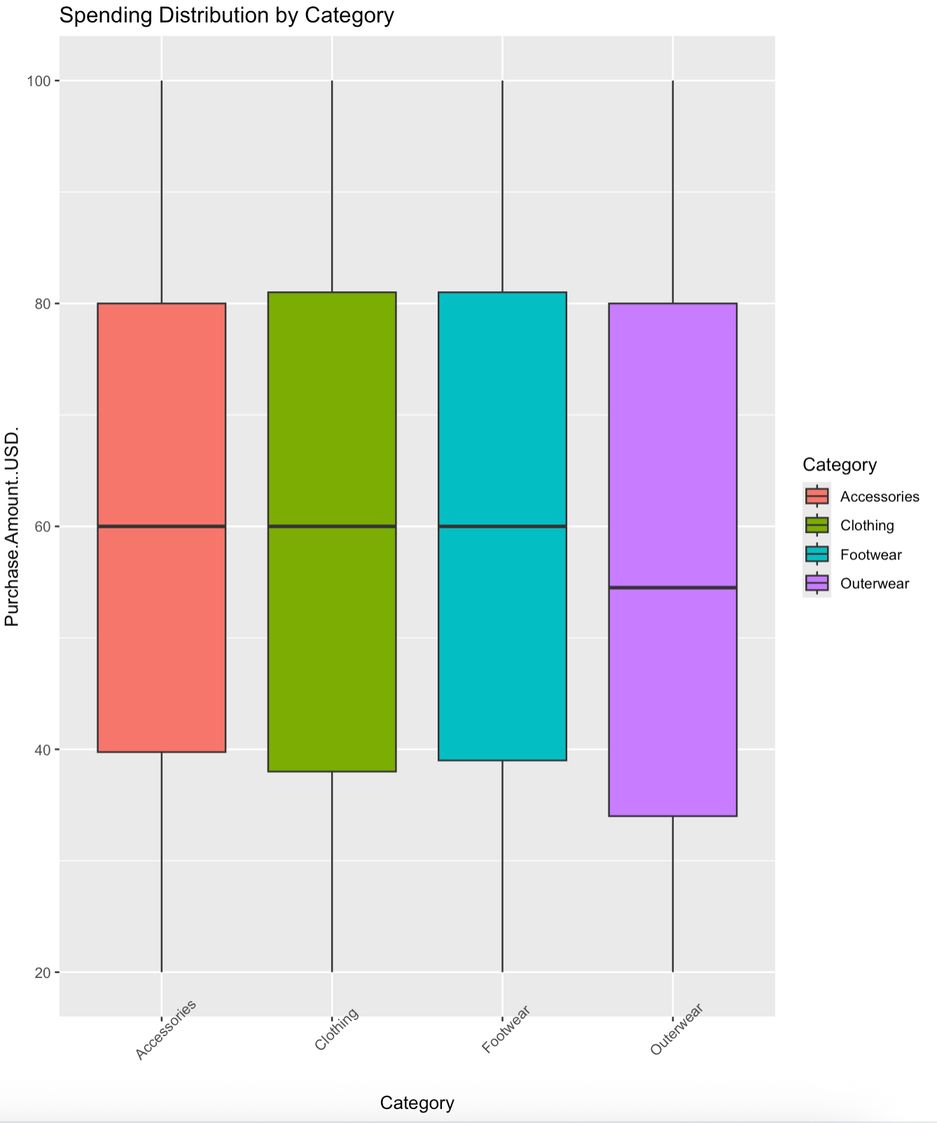 Spending Distribution by Category
100
80
60
40
20
Purchase.Amount..USD.
Accessories
Clothing
Footwear
Outerwear
Category
Category
Accessories
Clothing
Footwear
Outerwear